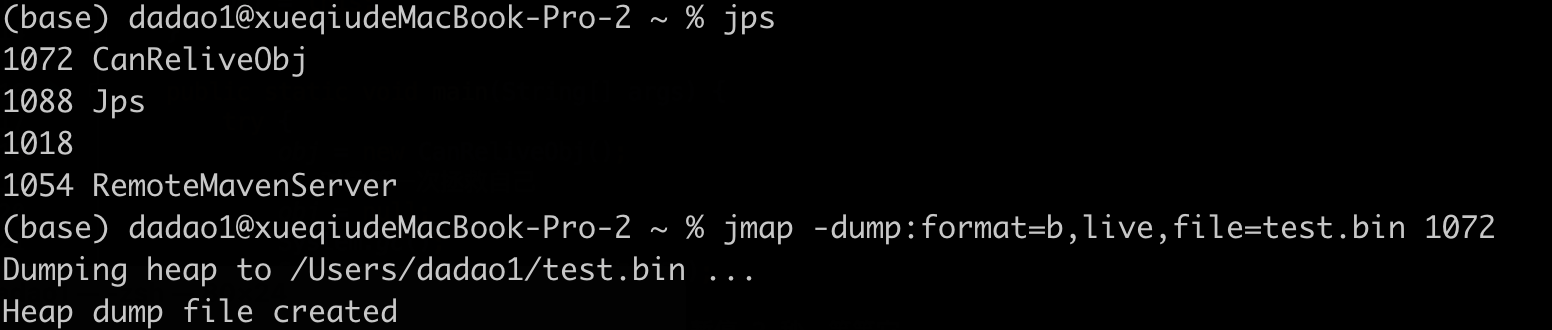 (base) dadao1@xueqiudeMacBook-Pro-2 ~ % jps
1072 CanReliveObj
1088 Jps
1018
1054 RemoteMavenServer
(base) dadao1@xueqiudeMacBook-Pro-2 ~ % jmap -dump:format=b,live,file=test.bin 1072
Dumping heap to /Users/dadao1/test.bin ...
Heap dump file created